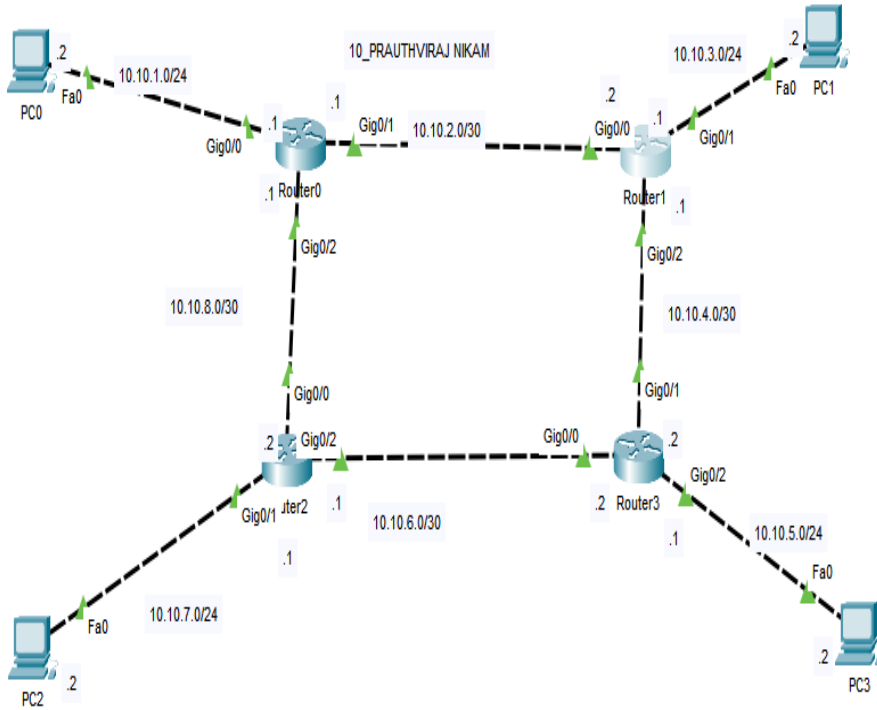 .2
10_PRAUTHVIRAJ NIKAM
.2
PC0
10.10.1.0/24
10.10.3.0/24
Fa0
Fa0
PC1
.1
.1
.2
.1
Gig0/0
Gig0/1
10.10.2.0/30
Gig0/0
Gig0/1
Router0
Router1
.1
.1
Gig0/2
Gig0/2
10.10.8.0/30
10.10.4.0/30
Gig0/0
Gig0/1
.2
Gig0/2
Gig0/0
.2
Gig0/1
uter2
.1
10.10.6.0/30
.2
Router3
Gig0/2
.1
.1
10.10.5.0/24
Fa0
10.10.7.0/24
Fa0
.2
PC2
.2
PC3